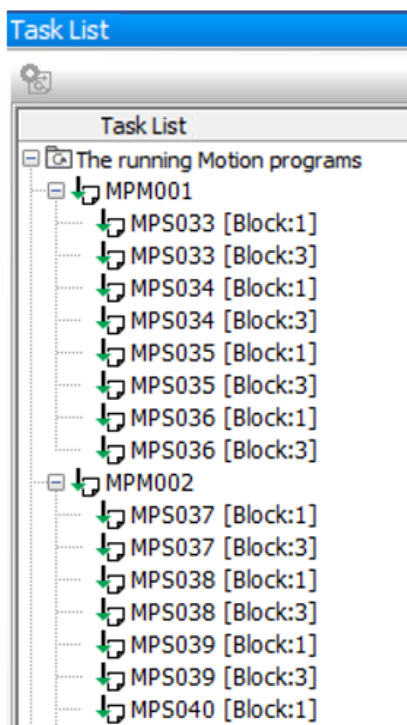 Task List
Task List
The running Motion programs
MPM001
MPS033 [Block:1]
MPS033 [Block:3]
MPS034 [Block:1]
MPS034 [Block:3]
MPS035 [Block:1]
MPS035 [Block:3]
MPS036 [Block:1]
MPS036 [Block:3]
MPM002
MPS037 [Block:1]
MPS037 [Block:3]
MPS038 [Block:1]
MPS038 [Block:3]
MPS039 [Block:1]
MPS039 [Block:3]
MPS040 [Block:1]